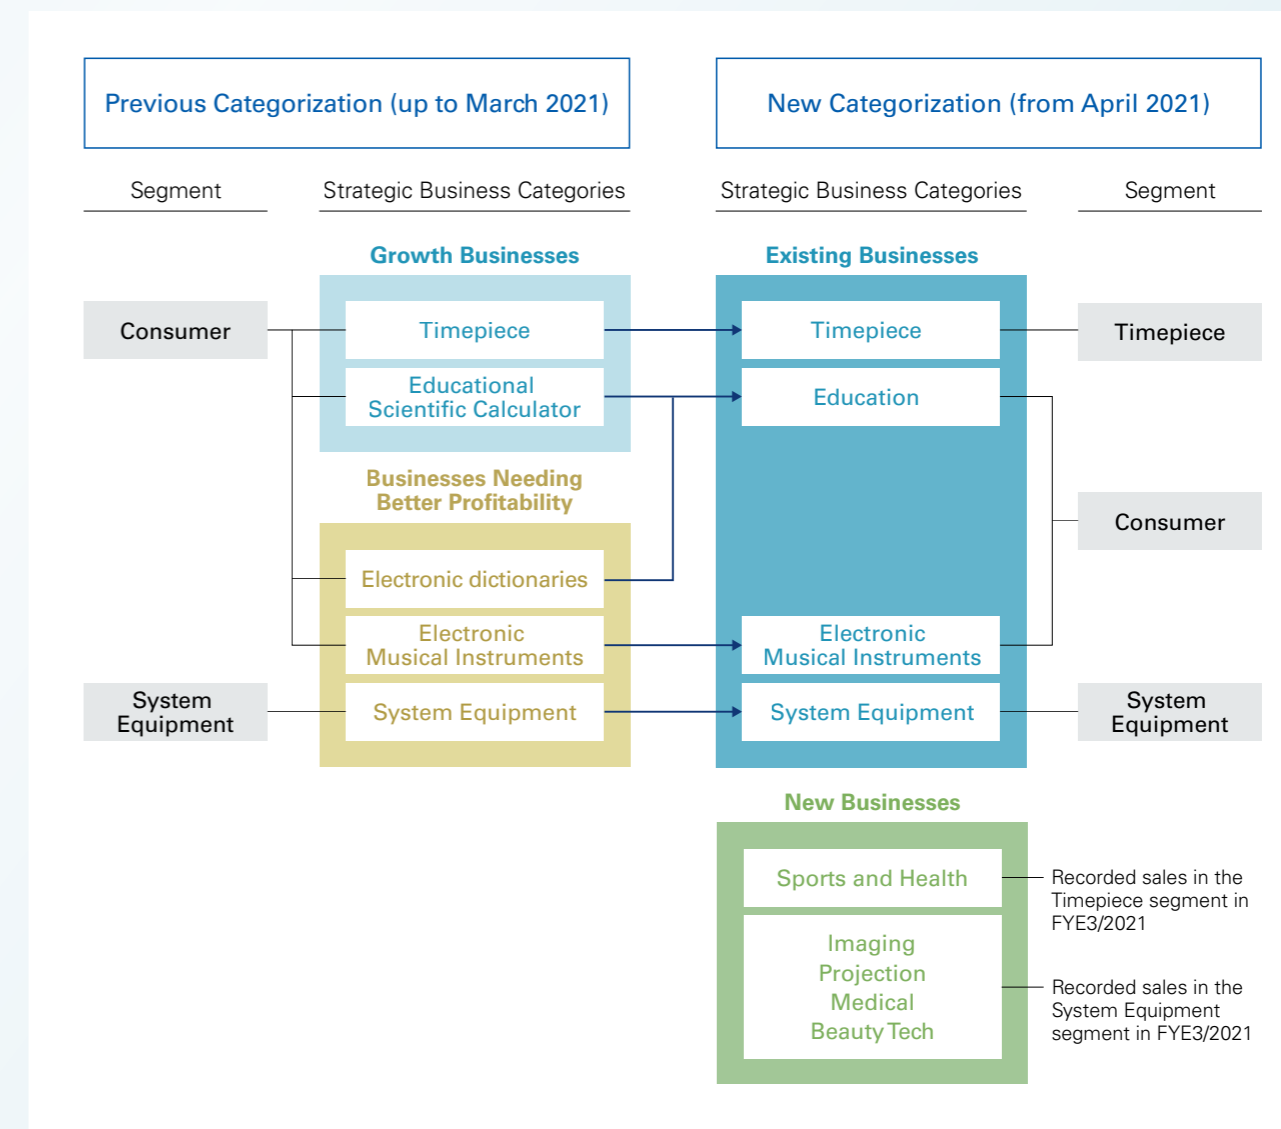 Previous Categorization (up to March 2021)
New Categorization (from April 2021)
Segment
Strategic Business Categories
Strategic Business Categories
Segment
Growth Businesses
Existing Businesses
Consumer
Timepiece
Timepiece
Timepiece
Educational
Scientific Calculator
Education
Businesses Needing
Better Profitability
Consumer
Electronic dictionaries
Electronic
Musical Instruments
Electronic
Musical Instruments
System
Equipment
System Equipment
System Equipment
System
Equipment
New Businesses
Sports and Health
Recorded sales in the
Timepiece segment in
FYE3/2021
Imaging
Projection
Medical
Beauty Tech
Recorded sales in the
System Equipment
segment in FYE3/2021